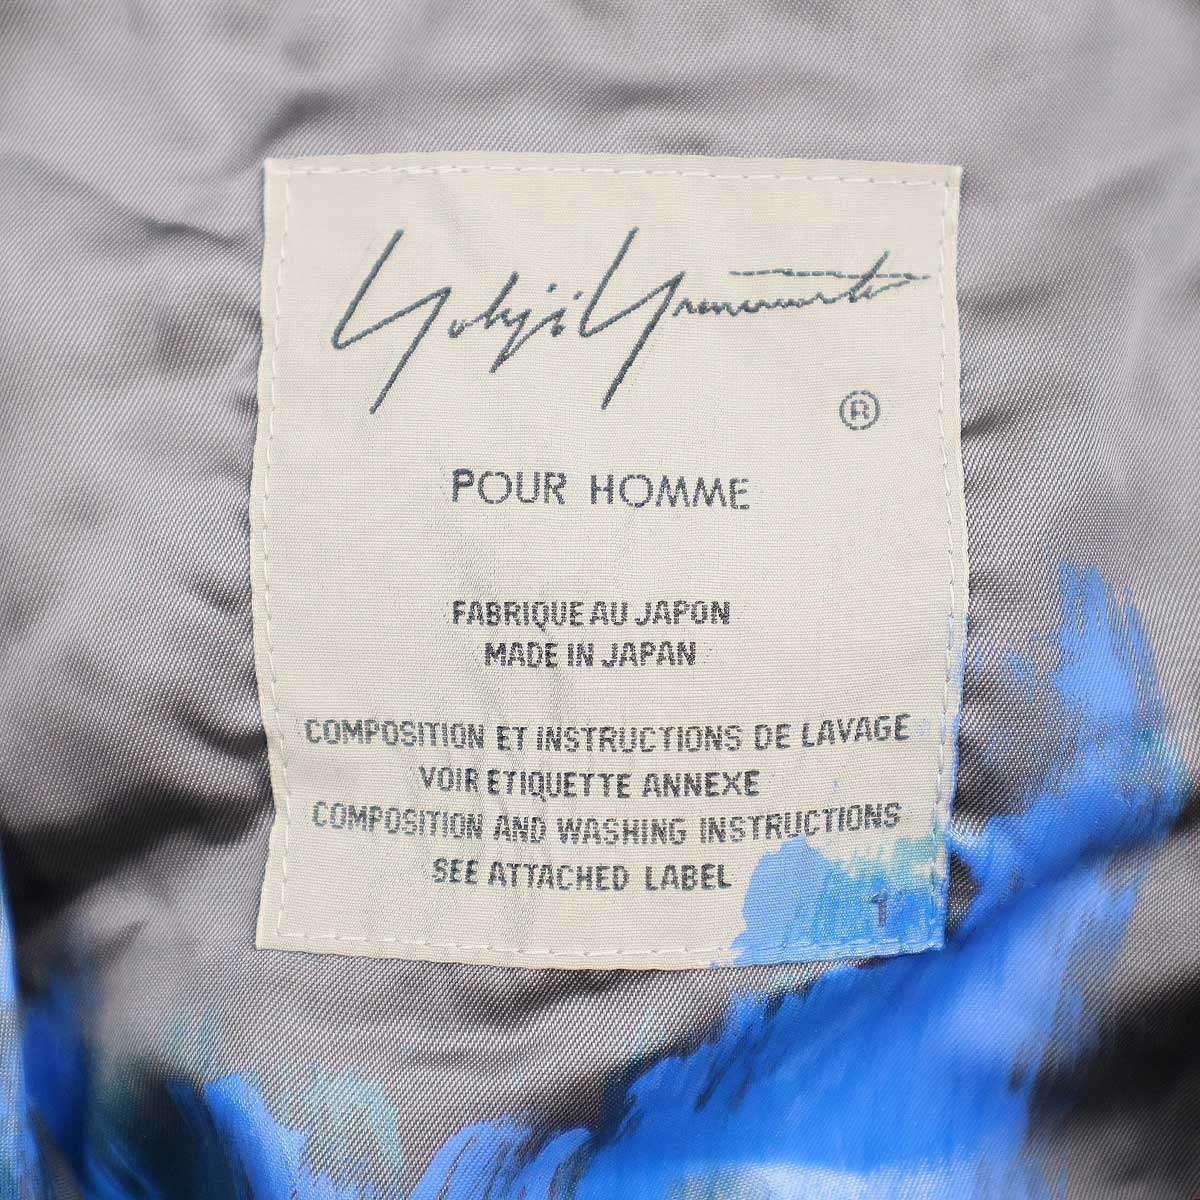 Yohji Yamamoto
®
POUR HOMME
FABRIQUE AU JAPON
MADE IN JAPAN
COMPOSITION ET INSTRUCTIONS DE LAVAGE
VOIR ETIQUETTE ANNEXE
COMPOSITION AND WASHING INSTRUCTIONS
SEE ATTACHED LABEL
1